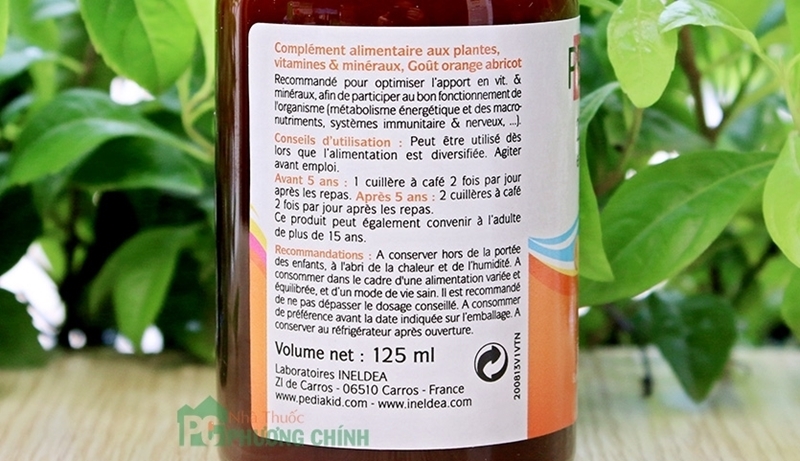 Complément alimentaire aux plantes,
vitamines & minéraux, Goût orange abricot
Recommandé pour optimiser l'apport en vit. &
minéraux, afin de participer au bon fonctionnement de
l'organisme (métabolisme énergétique et des macro-
nutriments, systèmes immunitaire & nerveux, ...).
Conseils d'utilisation : Peut être utilisé dès
lors que l'alimentation est diversifiée. Agiter
avant emploi.
Avant 5 ans : 1 cuillère à café 2 fois par jour
après les repas. Après 5 ans : 2 cuillères à café
2 fois par jour après les repas.
Ce produit peut également convenir à l'adulte
de plus de 15 ans.
Recommandations : A conserver hors de la portée
des enfants, à l'abri de la chaleur et de l'humidité. A
consommer dans le cadre d'une alimentation variée et
équilibrée, et d'un mode de vie sain. Il est recommandé
de ne pas dépasser le dosage conseillé. A consommer
de préférence avant la date indiquée sur l'emballage. A
conserver au réfrigérateur après ouverture.
Volume net : 125 ml
Laboratoires INELDEA
ZI de Carros - 06510 Carros - France
www.pediakid.com - www.ineldea.com
200813V1VTN
Nhà Thuốc
PC PHƯƠNG CHÍNH